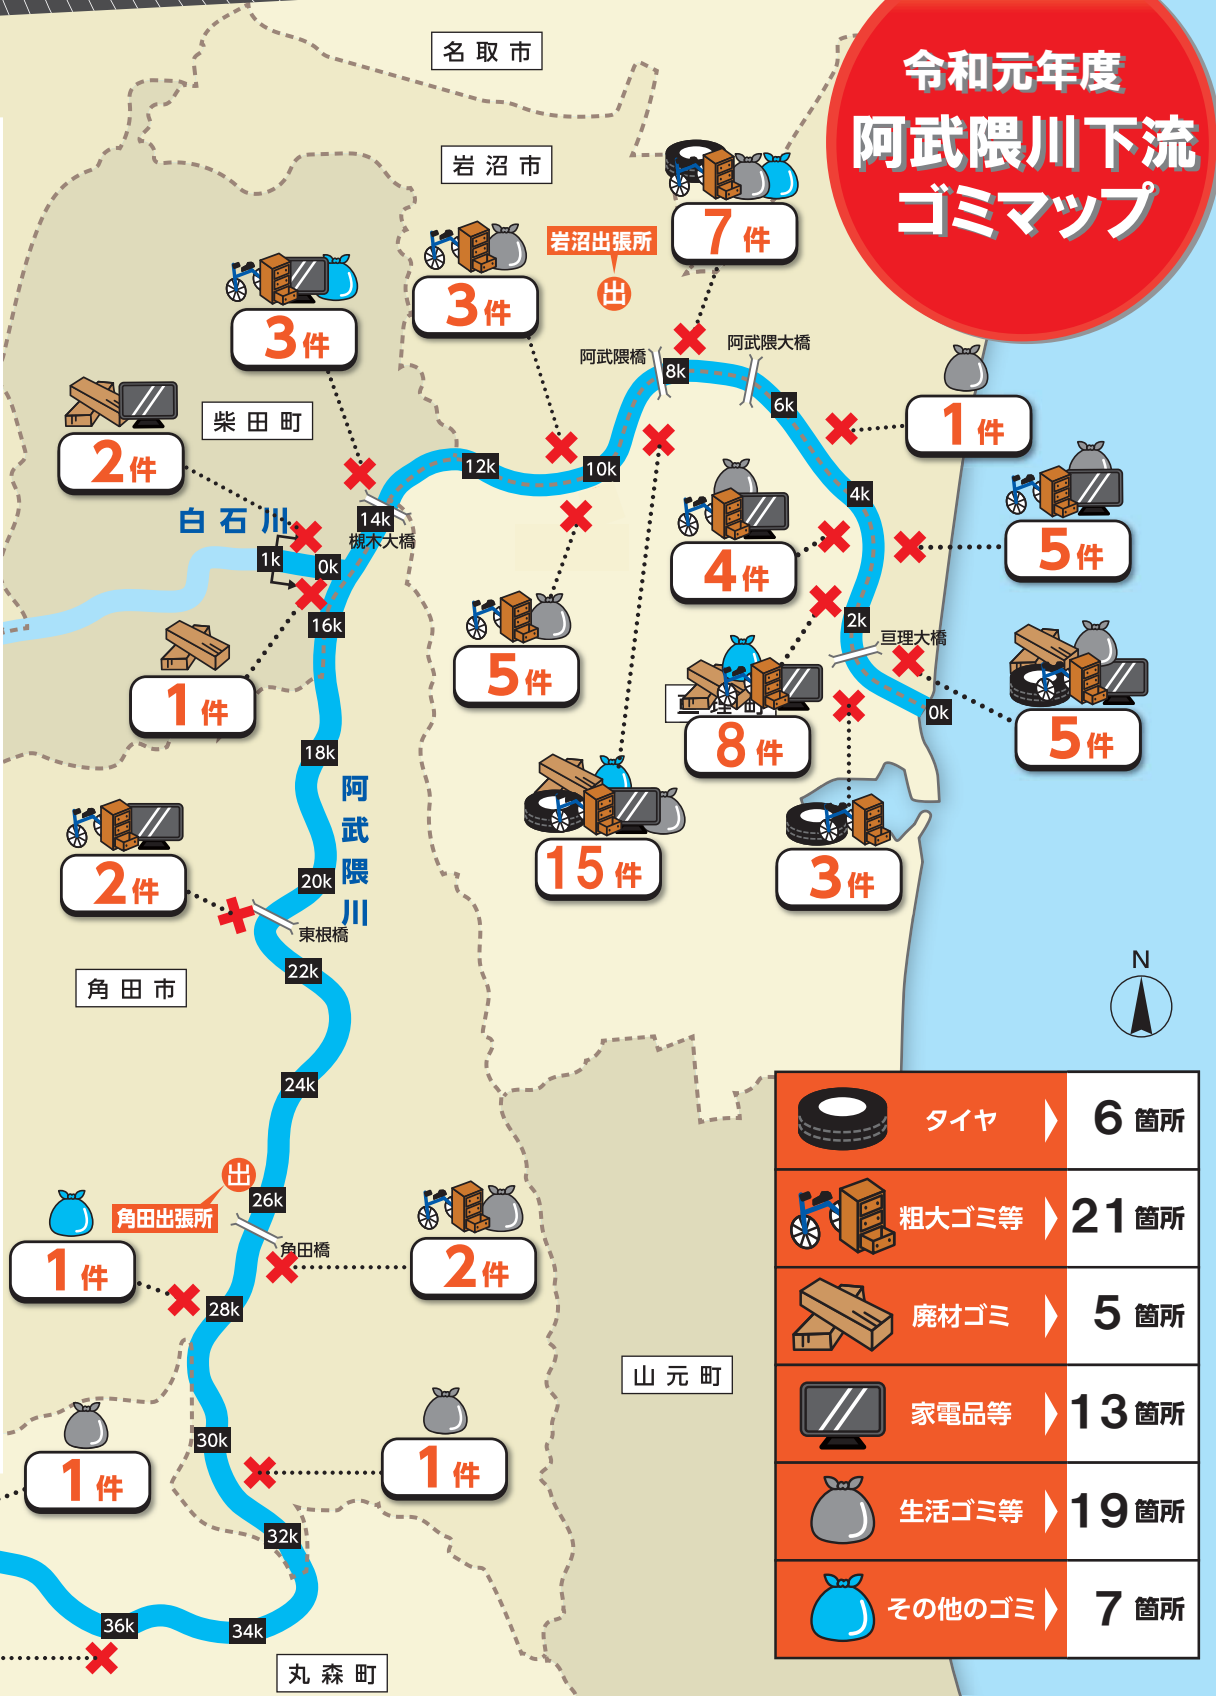 令和元年度
阿武隈川下流
ゴミマップ
名取市
岩沼市
7件
岩沼出張所
出
3件
3件
阿武隈橋
阿武隈大橋
8k
6k
1件
2件
柴田町
12k
10k
4k
白石川
14k
槻木大橋
4件
5件
1k
0k
16k
2k
亘理大橋
5件
1件
理町
8件
0k
5件
18k
阿武隈川
15件
3件
2件
20k
東根橋
22k
角田市
N
24k
出
角田出張所
26k
角田橋
1件
2件
28k
山元町
30k
1件
1件
32k
36k
34k
丸森町
タイヤ 6箇所
粗大ゴミ等 21箇所
廃材ゴミ 5箇所
家電品等 13箇所
生活ゴミ等 19箇所
その他のゴミ 7箇所